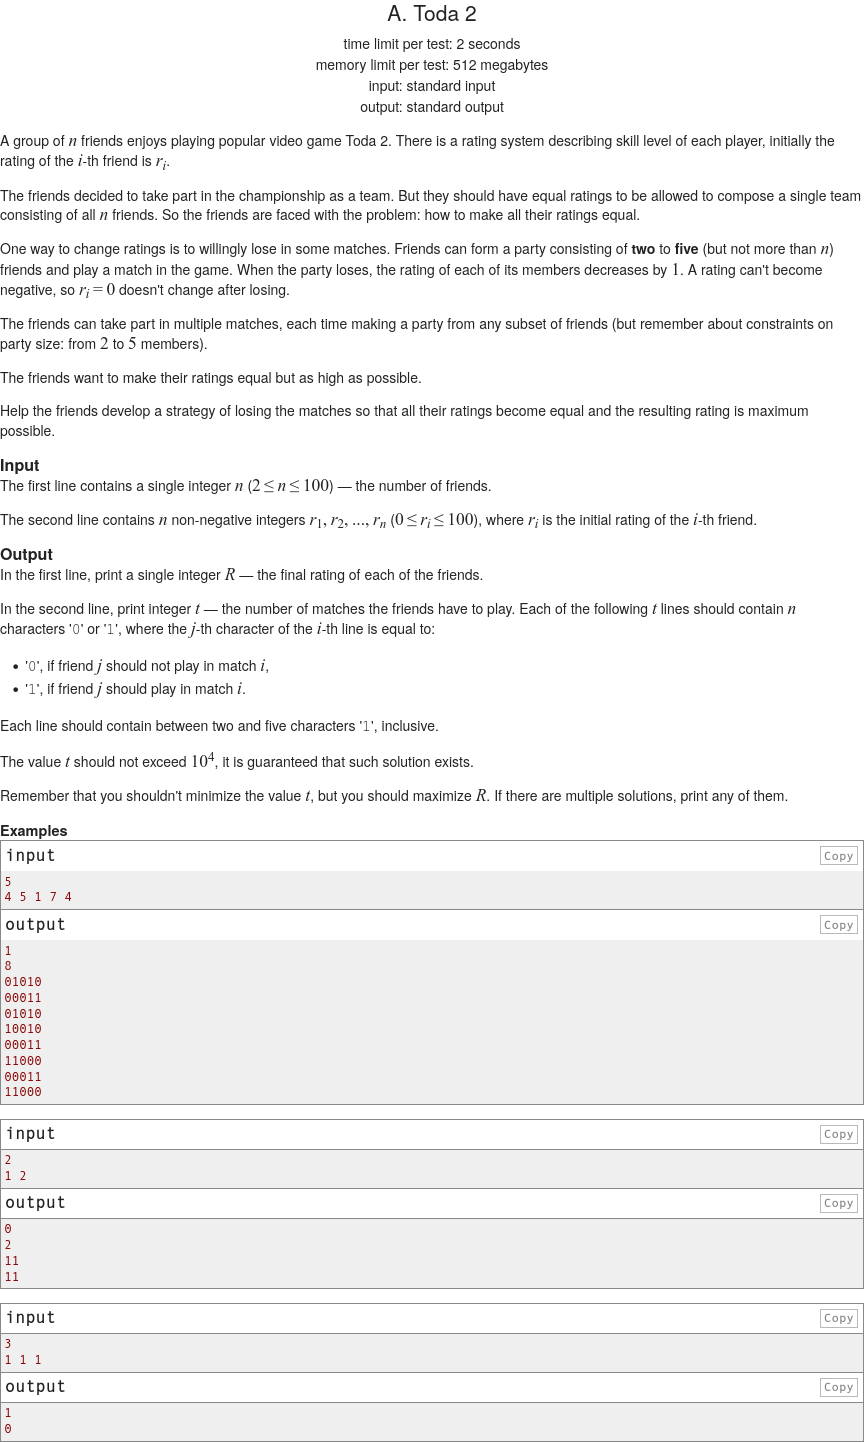 A. Toda 2
time limit per test: 2 seconds
memory limit per test: 512 megabytes
input: standard input
output: standard output
A group of n friends enjoys playing popular video game Toda 2. There is a rating system describing skill level of each player, initially the
rating of the i-th friend is ri.
The friends decided to take part in the championship as a team. But they should have equal ratings to be allowed to compose a single team
consisting of all n friends. So the friends are faced with the problem: how to make all their ratings equal.
One way to change ratings is to willingly lose in some matches. Friends can form a party consisting of two to five (but not more than n)
friends and play a match in the game. When the party loses, the rating of each of its members decreases by 1. A rating can't become
negative, so ri = 0 doesn't change after losing.
The friends can take part in multiple matches, each time making a party from any subset of friends (but remember about constraints on
party size: from 2 to 5 members).
The friends want to make their ratings equal but as high as possible.
Help the friends develop a strategy of losing the matches so that all their ratings become equal and the resulting rating is maximum
possible.
Input
The first line contains a single integer n (2 ≤ n ≤ 100) — the number of friends.
The second line contains n non-negative integers r1, r2, ..., rn (0 ≤ ri ≤ 100), where ri is the initial rating of the i-th friend.
Output
In the first line, print a single integer R — the final rating of each of the friends.
In the second line, print integer t — the number of matches the friends have to play. Each of the following t lines should contain n
characters '0' or '1', where the j-th character of the i-th line is equal to:
• '0', if friend j should not play in match i,
• '1', if friend j should play in match i.
Each line should contain between two and five characters '1', inclusive.
The value t should not exceed 10^4, it is guaranteed that such solution exists.
Remember that you shouldn't minimize the value t, but you should maximize R. If there are multiple solutions, print any of them.
Examples
input Copy
5
4 5 1 7 4
output Copy
1
8
01010
00011
01010
10010
00011
11000
00011
11000
input Copy
2
1 2
output Copy
0
2
11
11
input Copy
3
1 1 1
output Copy
1
0